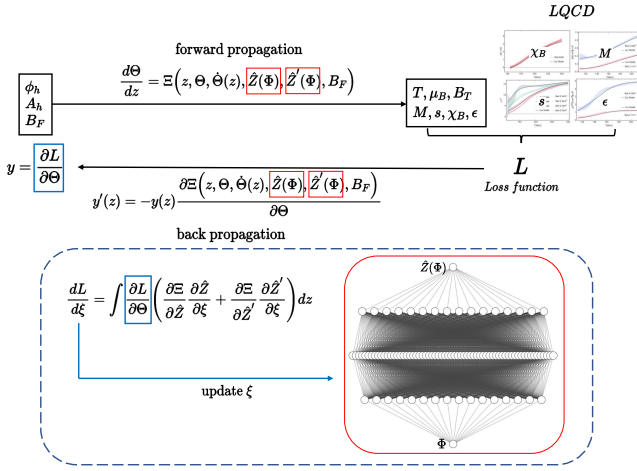 LQCD
forward propagation
dΘ/dz = Ξ(z, Θ, Θ̇(z), Ẑ(Φ), Ẑ′(Φ), B_F)
ϕ_h
A_h
B_F
T, μ_B, B_T
M, s, χ_B, ϵ
χ_B
M
s
ϵ
y = ∂L/∂Θ
L
Loss function
y′(z) = −y(z) ∂Ξ(z, Θ, Θ̇(z), Ẑ(Φ), Ẑ′(Φ), B_F)/∂Θ
back propagation
dL/dξ = ∫ ∂L/∂Θ (∂Ξ/∂Ẑ ∂Ẑ/∂ξ + ∂Ξ/∂Ẑ′ ∂Ẑ′/∂ξ) dz
update ξ
Ẑ(Φ)
Φ